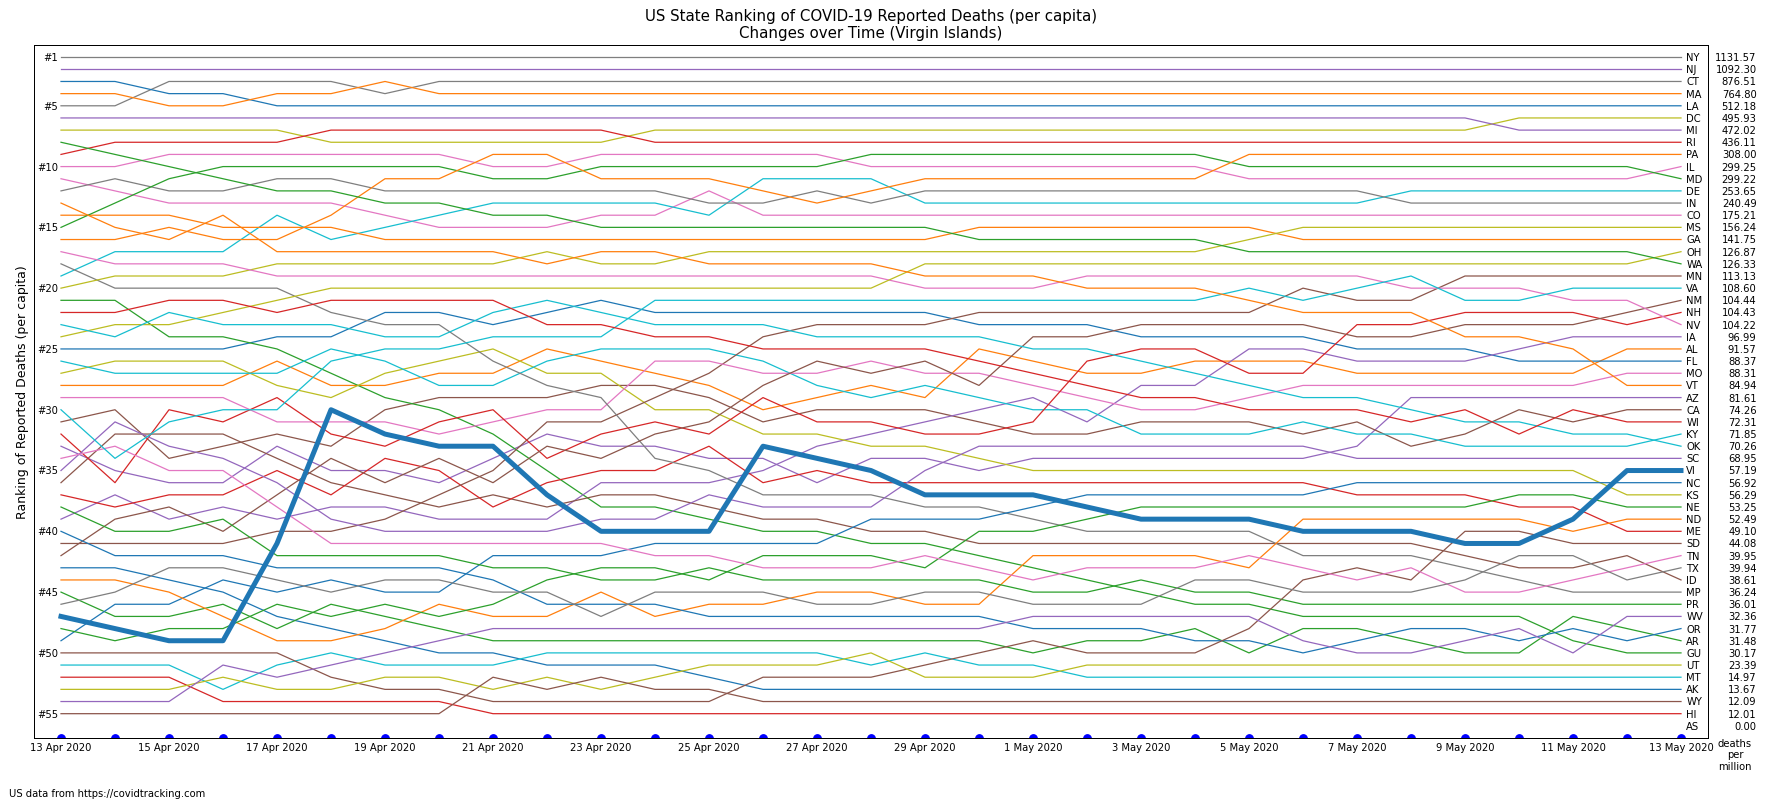 US State Ranking of COVID-19 Reported Deaths (per capita)
Changes over Time (Virgin Islands)
Ranking of Reported Deaths (per capita)
#1
#5
#10
#15
#20
#25
#30
#35
#40
#45
#50
#55
NY 1131.57
NJ 1092.30
CT 876.51
MA 764.80
LA 512.18
DC 495.93
MI 472.02
RI 436.11
PA 308.00
IL 299.25
MD 299.22
DE 253.65
IN 240.49
CO 175.21
MS 156.24
GA 141.75
OH 126.87
WA 126.33
MN 113.13
VA 108.60
NM 104.44
NH 104.43
NV 104.22
IA 96.99
AL 91.57
FL 88.37
MO 88.31
VT 84.94
AZ 81.61
CA 74.26
WI 72.31
KY 71.85
OK 70.26
SC 68.95
VI 57.19
NC 56.92
KS 56.29
NE 53.25
ND 52.49
ME 49.10
SD 44.08
TN 39.95
TX 39.94
ID 38.61
MP 36.24
PR 36.01
WV 32.36
OR 31.77
AR 31.48
GU 30.17
UT 23.39
MT 14.97
AK 13.67
WY 12.09
HI 12.01
AS 0.00
13 Apr 2020 15 Apr 2020 17 Apr 2020 19 Apr 2020 21 Apr 2020 23 Apr 2020 25 Apr 2020 27 Apr 2020 29 Apr 2020 1 May 2020 3 May 2020 5 May 2020 7 May 2020 9 May 2020 11 May 2020 13 May 2020
deaths
per
million
US data from https://covidtracking.com